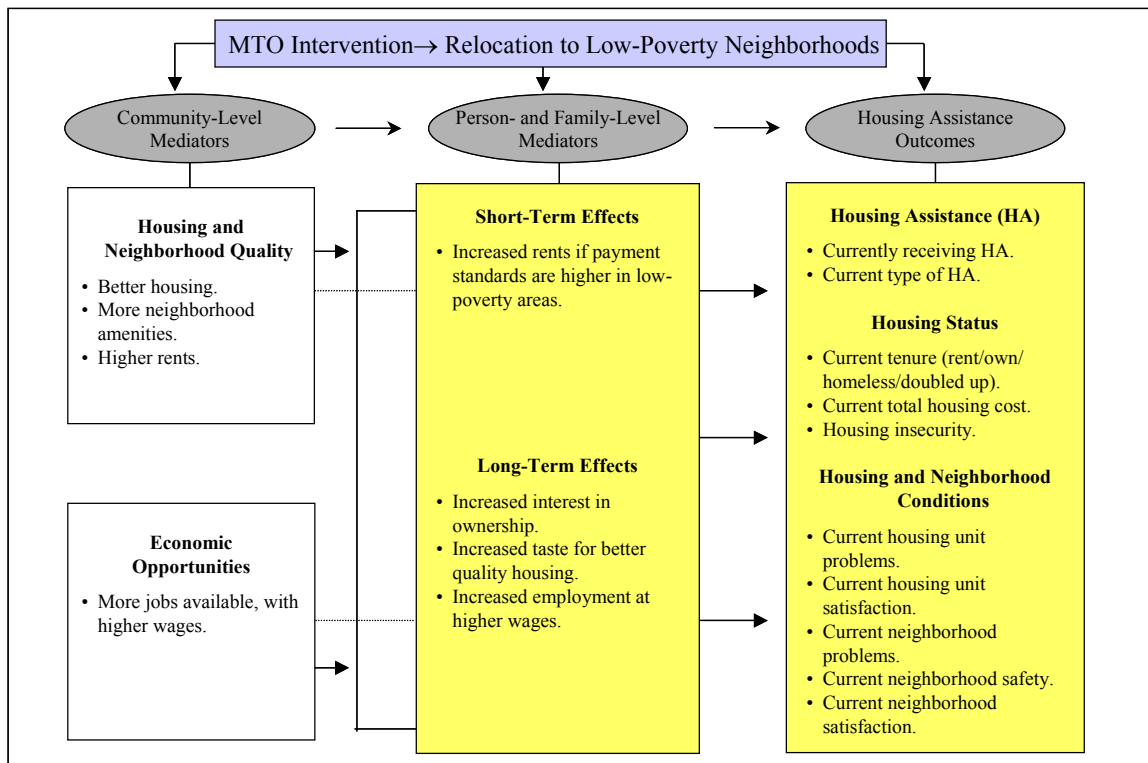 MTO Intervention→ Relocation to Low-Poverty Neighborhoods
Community-Level
Mediators
Person- and Family-Level
Mediators
Housing Assistance
Outcomes
Housing and
Neighborhood Quality
• Better housing.
• More neighborhood
amenities.
• Higher rents.
Economic
Opportunities
• More jobs available, with
higher wages.
Short-Term Effects
• Increased rents if payment
standards are higher in low-
poverty areas.
Long-Term Effects
• Increased interest in
ownership.
• Increased taste for better
quality housing.
• Increased employment at
higher wages.
Housing Assistance (HA)
• Currently receiving HA.
• Current type of HA.
Housing Status
• Current tenure (rent/own/
homeless/doubled up).
• Current total housing cost.
• Housing insecurity.
Housing and Neighborhood
Conditions
• Current housing unit
problems.
• Current housing unit
satisfaction.
• Current neighborhood
problems.
• Current neighborhood safety.
• Current neighborhood
satisfaction.